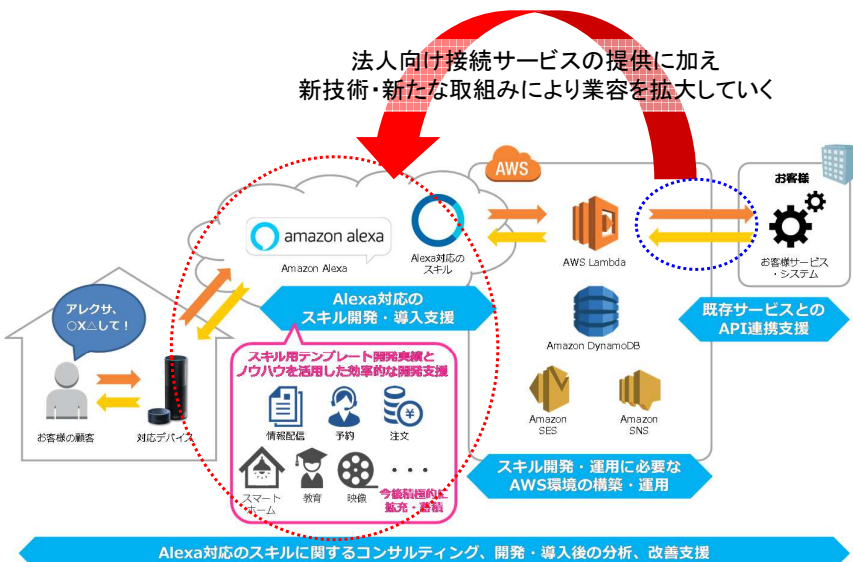 法人向け接続サービスの提供に加え
新技術・新たな取組みにより業容を拡大していく
AWS
お客様
amazon alexa
Amazon Alexa
Alexa対応の
スキル
AWS Lambda
お客様サービス
・システム
Alexa対応の
スキル開発・導入支援
既存サービスとの
API連携支援
アレクサ、
○X△して！
お客様の顧客
対応デバイス
スキル用テンプレート開発実績と
ノウハウを活用した効率的な開発支援
情報配信
予約
注文
スマート
ホーム
教育
映像
・・・
今後積極的に
拡充・蓄積
Amazon DynamoDB
Amazon
SES
Amazon
SNS
スキル開発・運用に必要な
AWS環境の構築・運用
Alexa対応のスキルに関するコンサルティング、開発・導入後の分析、改善支援